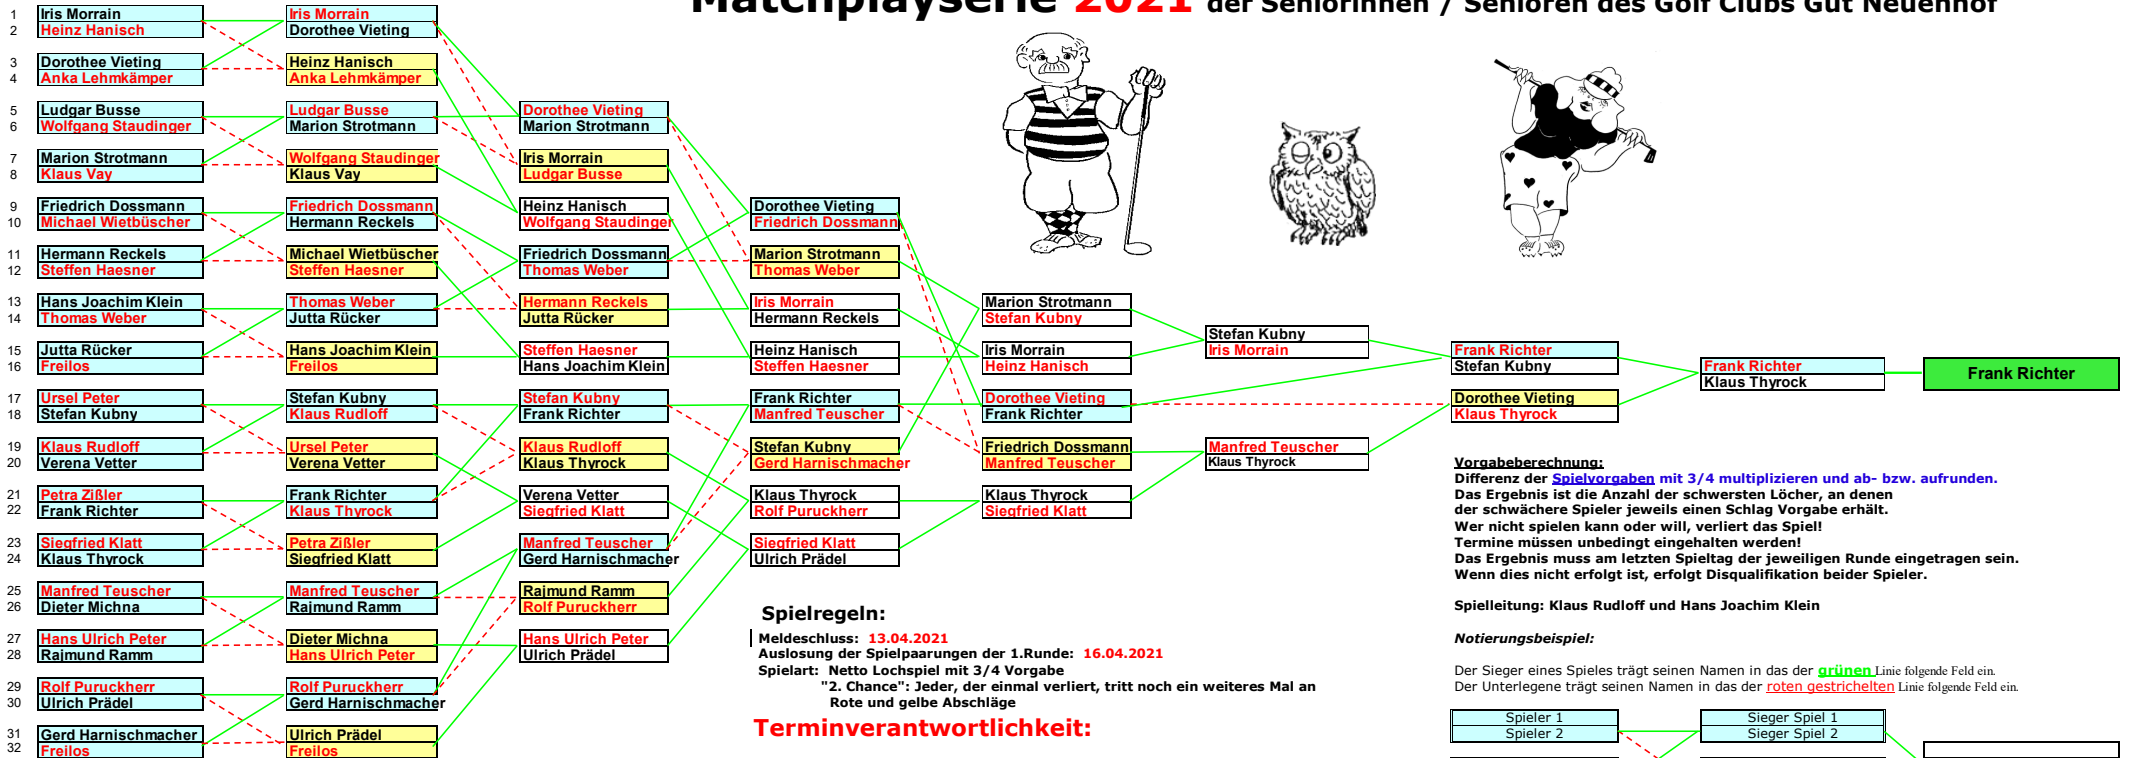 Matchplayserie 2021 der Seniorinnen / Senioren des Golf Clubs Gut Neuenhof
1 Iris Morrain
2 Heinz Hanisch
3 Dorothee Vieting
4 Anka Lehmkämper
5 Ludgar Busse
6 Wolfgang Staudinger
7 Marion Strotmann
8 Klaus Vay
9 Friedrich Dossmann
10 Michael Wietbüscher
11 Hermann Reckels
12 Steffen Haesner
13 Hans Joachim Klein
14 Thomas Weber
15 Jutta Rücker
16 Freilos
17 Ursel Peter
18 Stefan Kubny
19 Klaus Rudloff
20 Verena Vetter
21 Petra Zißler
22 Frank Richter
23 Siegfried Klatt
24 Klaus Thyrock
25 Manfred Teuscher
26 Dieter Michna
27 Hans Ulrich Peter
28 Rajmund Ramm
29 Rolf Puruckherr
30 Ulrich Prädel
31 Gerd Harnischmacher
32 Freilos
Iris Morrain
Dorothee Vieting
Heinz Hanisch
Anka Lehmkämper
Ludgar Busse
Marion Strotmann
Wolfgang Staudinger
Klaus Vay
Friedrich Dossmann
Hermann Reckels
Michael Wietbüscher
Steffen Haesner
Thomas Weber
Jutta Rücker
Hans Joachim Klein
Freilos
Stefan Kubny
Klaus Rudloff
Ursel Peter
Verena Vetter
Frank Richter
Klaus Thyrock
Petra Zißler
Siegfried Klatt
Manfred Teuscher
Rajmund Ramm
Dieter Michna
Hans Ulrich Peter
Rolf Puruckherr
Gerd Harnischmacher
Ulrich Prädel
Freilos
Dorothee Vieting
Marion Strotmann
Iris Morrain
Ludgar Busse
Heinz Hanisch
Wolfgang Staudinger
Friedrich Dossmann
Thomas Weber
Hermann Reckels
Jutta Rücker
Steffen Haesner
Hans Joachim Klein
Stefan Kubny
Frank Richter
Klaus Rudloff
Klaus Thyrock
Verena Vetter
Siegfried Klatt
Manfred Teuscher
Gerd Harnischmacher
Rajmund Ramm
Rolf Puruckherr
Hans Ulrich Peter
Ulrich Prädel
Dorothee Vieting
Friedrich Dossmann
Marion Strotmann
Thomas Weber
Iris Morrain
Hermann Reckels
Heinz Hanisch
Steffen Haesner
Frank Richter
Manfred Teuscher
Stefan Kubny
Gerd Harnischmacher
Klaus Thyrock
Rolf Puruckherr
Siegfried Klatt
Ulrich Prädel
Marion Strotmann
Stefan Kubny
Iris Morrain
Heinz Hanisch
Dorothee Vieting
Frank Richter
Friedrich Dossmann
Manfred Teuscher
Klaus Thyrock
Siegfried Klatt
Stefan Kubny
Iris Morrain
Manfred Teuscher
Klaus Thyrock
Frank Richter
Stefan Kubny
Dorothee Vieting
Klaus Thyrock
Frank Richter
Klaus Thyrock
Frank Richter
Spielregeln:
Meldeschluss: 13.04.2021
Auslosung der Spielpaarungen der 1.Runde: 16.04.2021
Spielart: Netto Lochspiel mit 3/4 Vorgabe
"2. Chance": Jeder, der einmal verliert, tritt noch ein weiteres Mal an
Rote und gelbe Abschläge
Terminverantwortlichkeit:
Vorgabeberechnung:
Differenz der Spielvorgaben mit 3/4 multiplizieren und ab- bzw. aufrunden.
Das Ergebnis ist die Anzahl der schwersten Löcher, an denen
der schwächere Spieler jeweils einen Schlag Vorgabe erhält.
Wer nicht spielen kann oder will, verliert das Spiel!
Termine müssen unbedingt eingehalten werden!
Das Ergebnis muss am letzten Spieltag der jeweiligen Runde eingetragen sein.
Wenn dies nicht erfolgt ist, erfolgt Disqualifikation beider Spieler.
Spielleitung: Klaus Rudloff und Hans Joachim Klein
Notierungsbeispiel:
Der Sieger eines Spieles trägt seinen Namen in das der grünen Linie folgende Feld ein.
Der Unterlegene trägt seinen Namen in das der roten gestrichelten Linie folgende Feld ein.
Spieler 1
Spieler 2
Sieger Spiel 1
Sieger Spiel 2